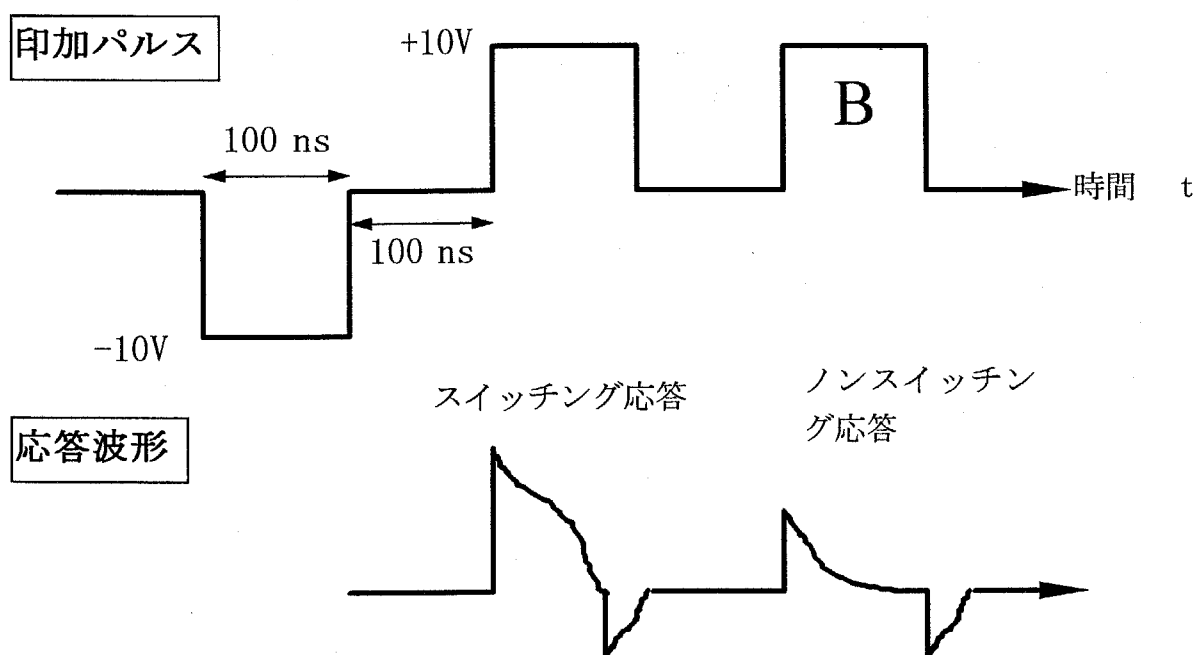 印加パルス
+10V
B
100 ns
時間 t
100 ns
-10V
スイッチング応答
ノンスイッチン
グ応答
応答波形